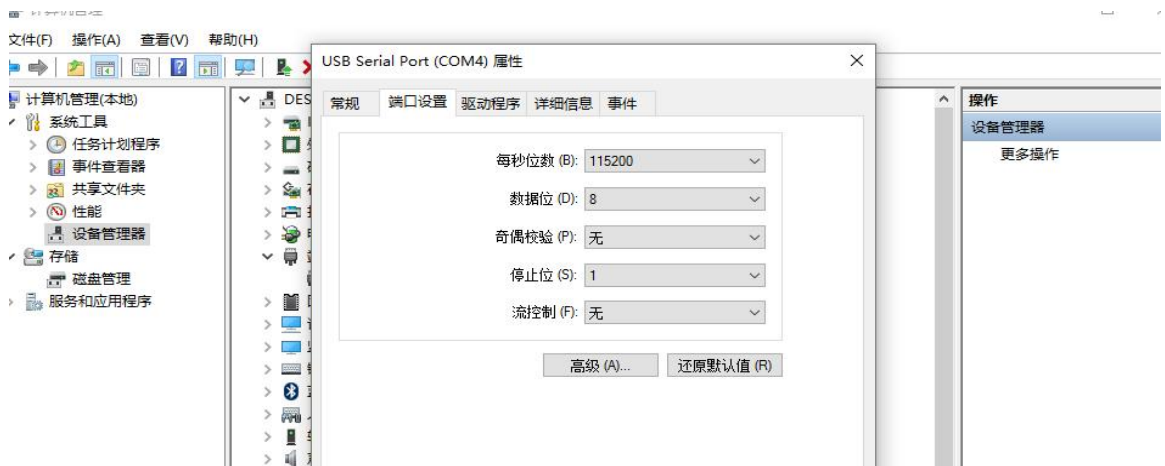 文件(F) 操作(A) 查看(V) 帮助(H)
USB Serial Port (COM4) 属性
计算机管理(本地)
系统工具
任务计划程序
事件查看器
共享文件夹
性能
设备管理器
存储
磁盘管理
服务和应用程序
DES
常规 端口设置 驱动程序 详细信息 事件
每秒位数 (B): 115200
数据位 (D): 8
奇偶校验 (P): 无
停止位 (S): 1
流控制 (F): 无
高级 (A)... 还原默认值 (R)
操作
设备管理器
更多操作